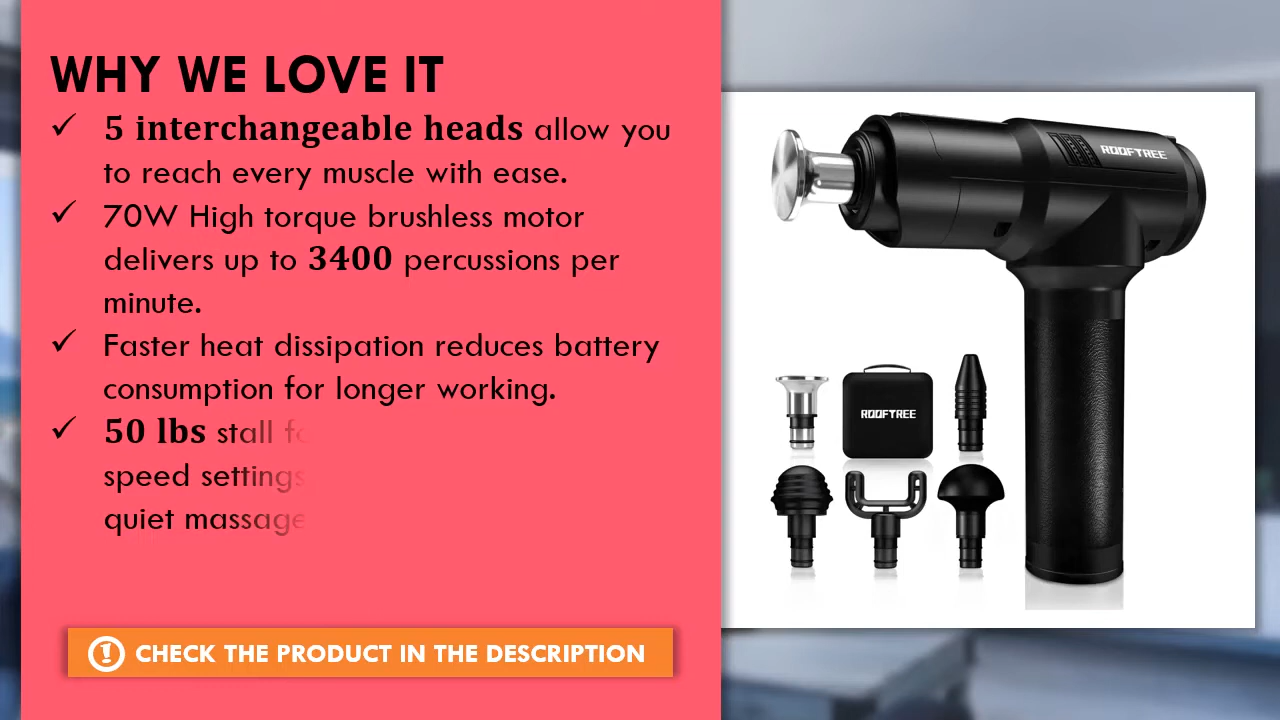 WHY WE LOVE IT
✓ 5 interchangeable heads allow you
to reach every muscle with ease.
✓ 70W High torque brushless motor
delivers up to 3400 percussions per
minute.
✓ Faster heat dissipation reduces battery
consumption for longer working.
✓ 50 lbs stall
speed settings
quiet massage
CHECK THE PRODUCT IN THE DESCRIPTION
ROOFTREE
ROOFTREE